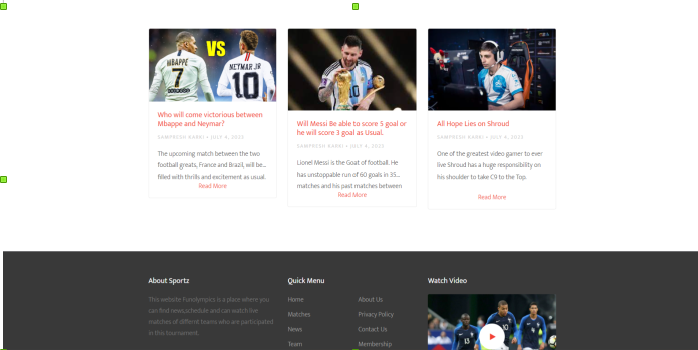 MBAPPE
7
VS
NEYMAR JR
10
Who will come victorious between
Mbappe and Neymar?
SAMPRESH KARKI • JULY 4, 2023
The upcoming match between the two
football greats, France and Brazil, will be...
filled with thrills and excitement as usual.
Read More
Will Messi Be able to score 5 goal or
he will score 3 goal as Usual.
SAMPRESH KARKI • JULY 4, 2023
Lionel Messi is the Goat of football. He
has unstoppable run of 60 goals in 35...
matches and his past matches between
Read More
All Hope Lies on Shroud
SAMPRESH KARKI • JULY 4, 2023
One of the greatest video gamer to ever
live Shroud has a huge responsibility on
his shoulder to take C9 to the Top.
Read More
About Sportz
This website Funolympics is a place where you
can find news,schedule and can watch live
matches of differnt teams who are participated
in this tournament.
Quick Menu
Home
Matches
News
Team
About Us
Privacy Policy
Contact Us
Membership
Watch Video
13
10